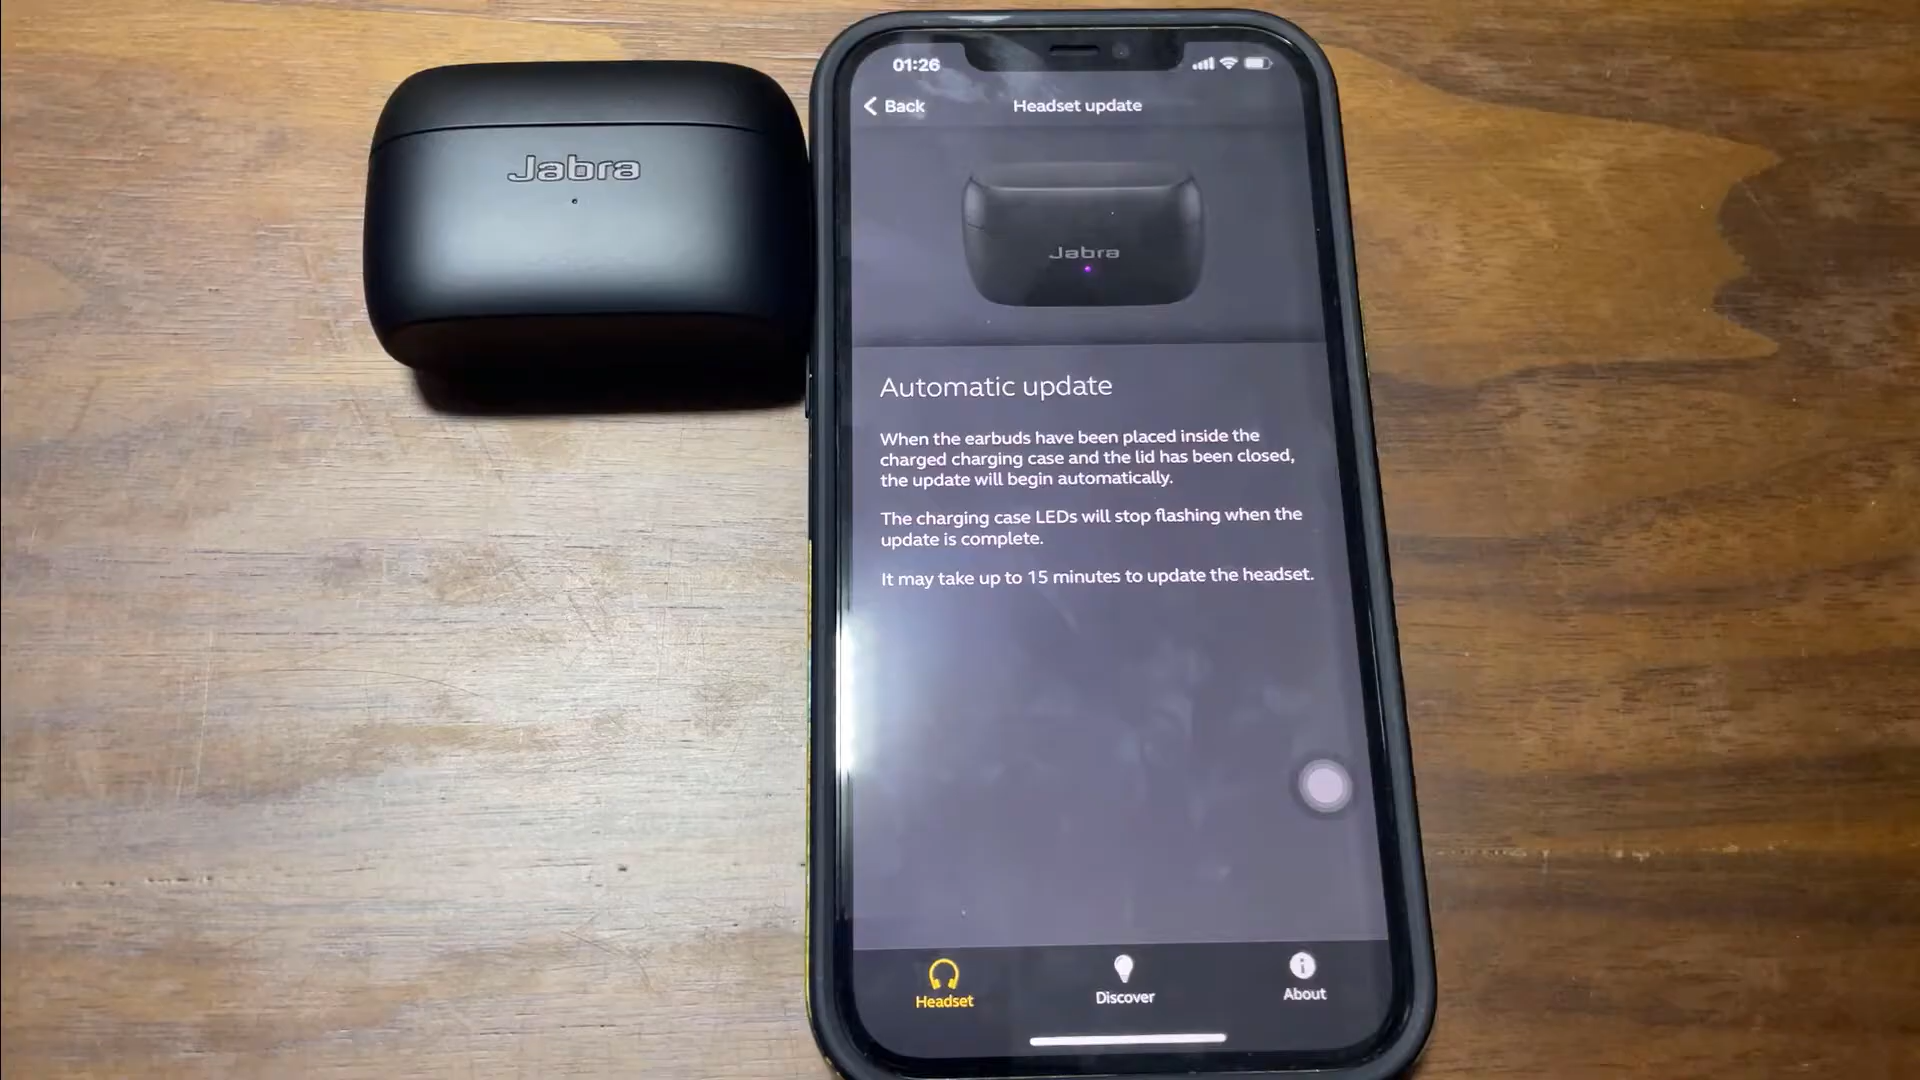 Jabra
01:26
Back
Headset update
Jabra
Automatic update
When the earbuds have been placed inside the
charged charging case and the lid has been closed,
the update will begin automatically.
The charging case LEDs will stop flashing when the
update is complete.
It may take up to 15 minutes to update the headset.
Headset
Discover
About